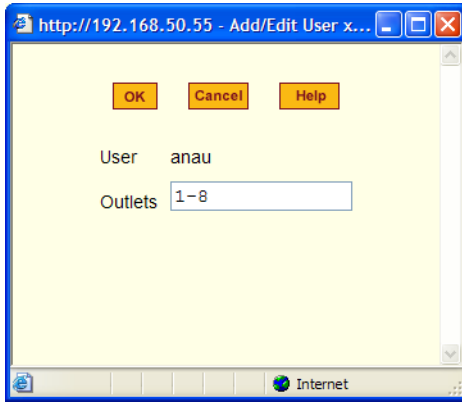 http://192.168.50.55 - Add/Edit User x...
OK Cancel Help
User anau
Outlets 1-8
Internet